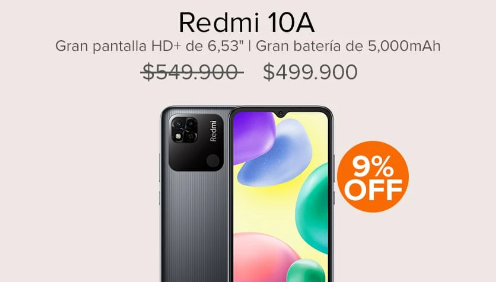 Redmi 10A
Gran pantalla HD+ de 6,53" | Gran batería de 5,000mAh
$549.900 $499.900
Redmi
9%
OFF